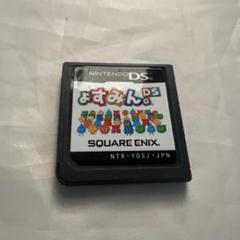 NINTENDO DS
よすみん。DS
SQUARE ENIX.
NTR-YOSJ-JPN